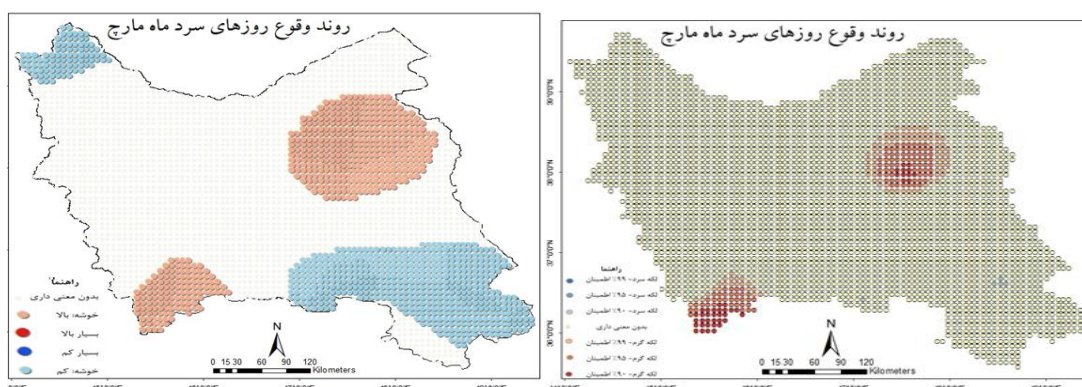 روند وقوع روزهای سرد ماه مارچ
راهنما
بدون معنی داری
خوشه: بالا
بسیار بالا
بسیار کم
خوشه: کم
N
0 15 30 60 90 120
Kilometers
روند وقوع روزهای سرد ماه مارچ
راهنما
لکه سرد- ۹۹٪ اطمینان
لکه سرد- ۹۵٪ اطمینان
لکه سرد- ۹۰٪ اطمینان
بدون معنی داری
لکه گرم- ۹۹٪ اطمینان
لکه گرم- ۹۵٪ اطمینان
لکه گرم- ۹۰٪ اطمینان
N
0 15 30 60 90 120
Kilometers